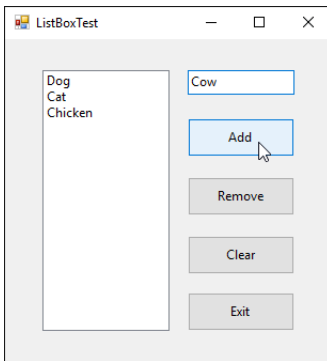 ListBoxTest
Dog
Cat
Chicken
Cow
Add
Remove
Clear
Exit